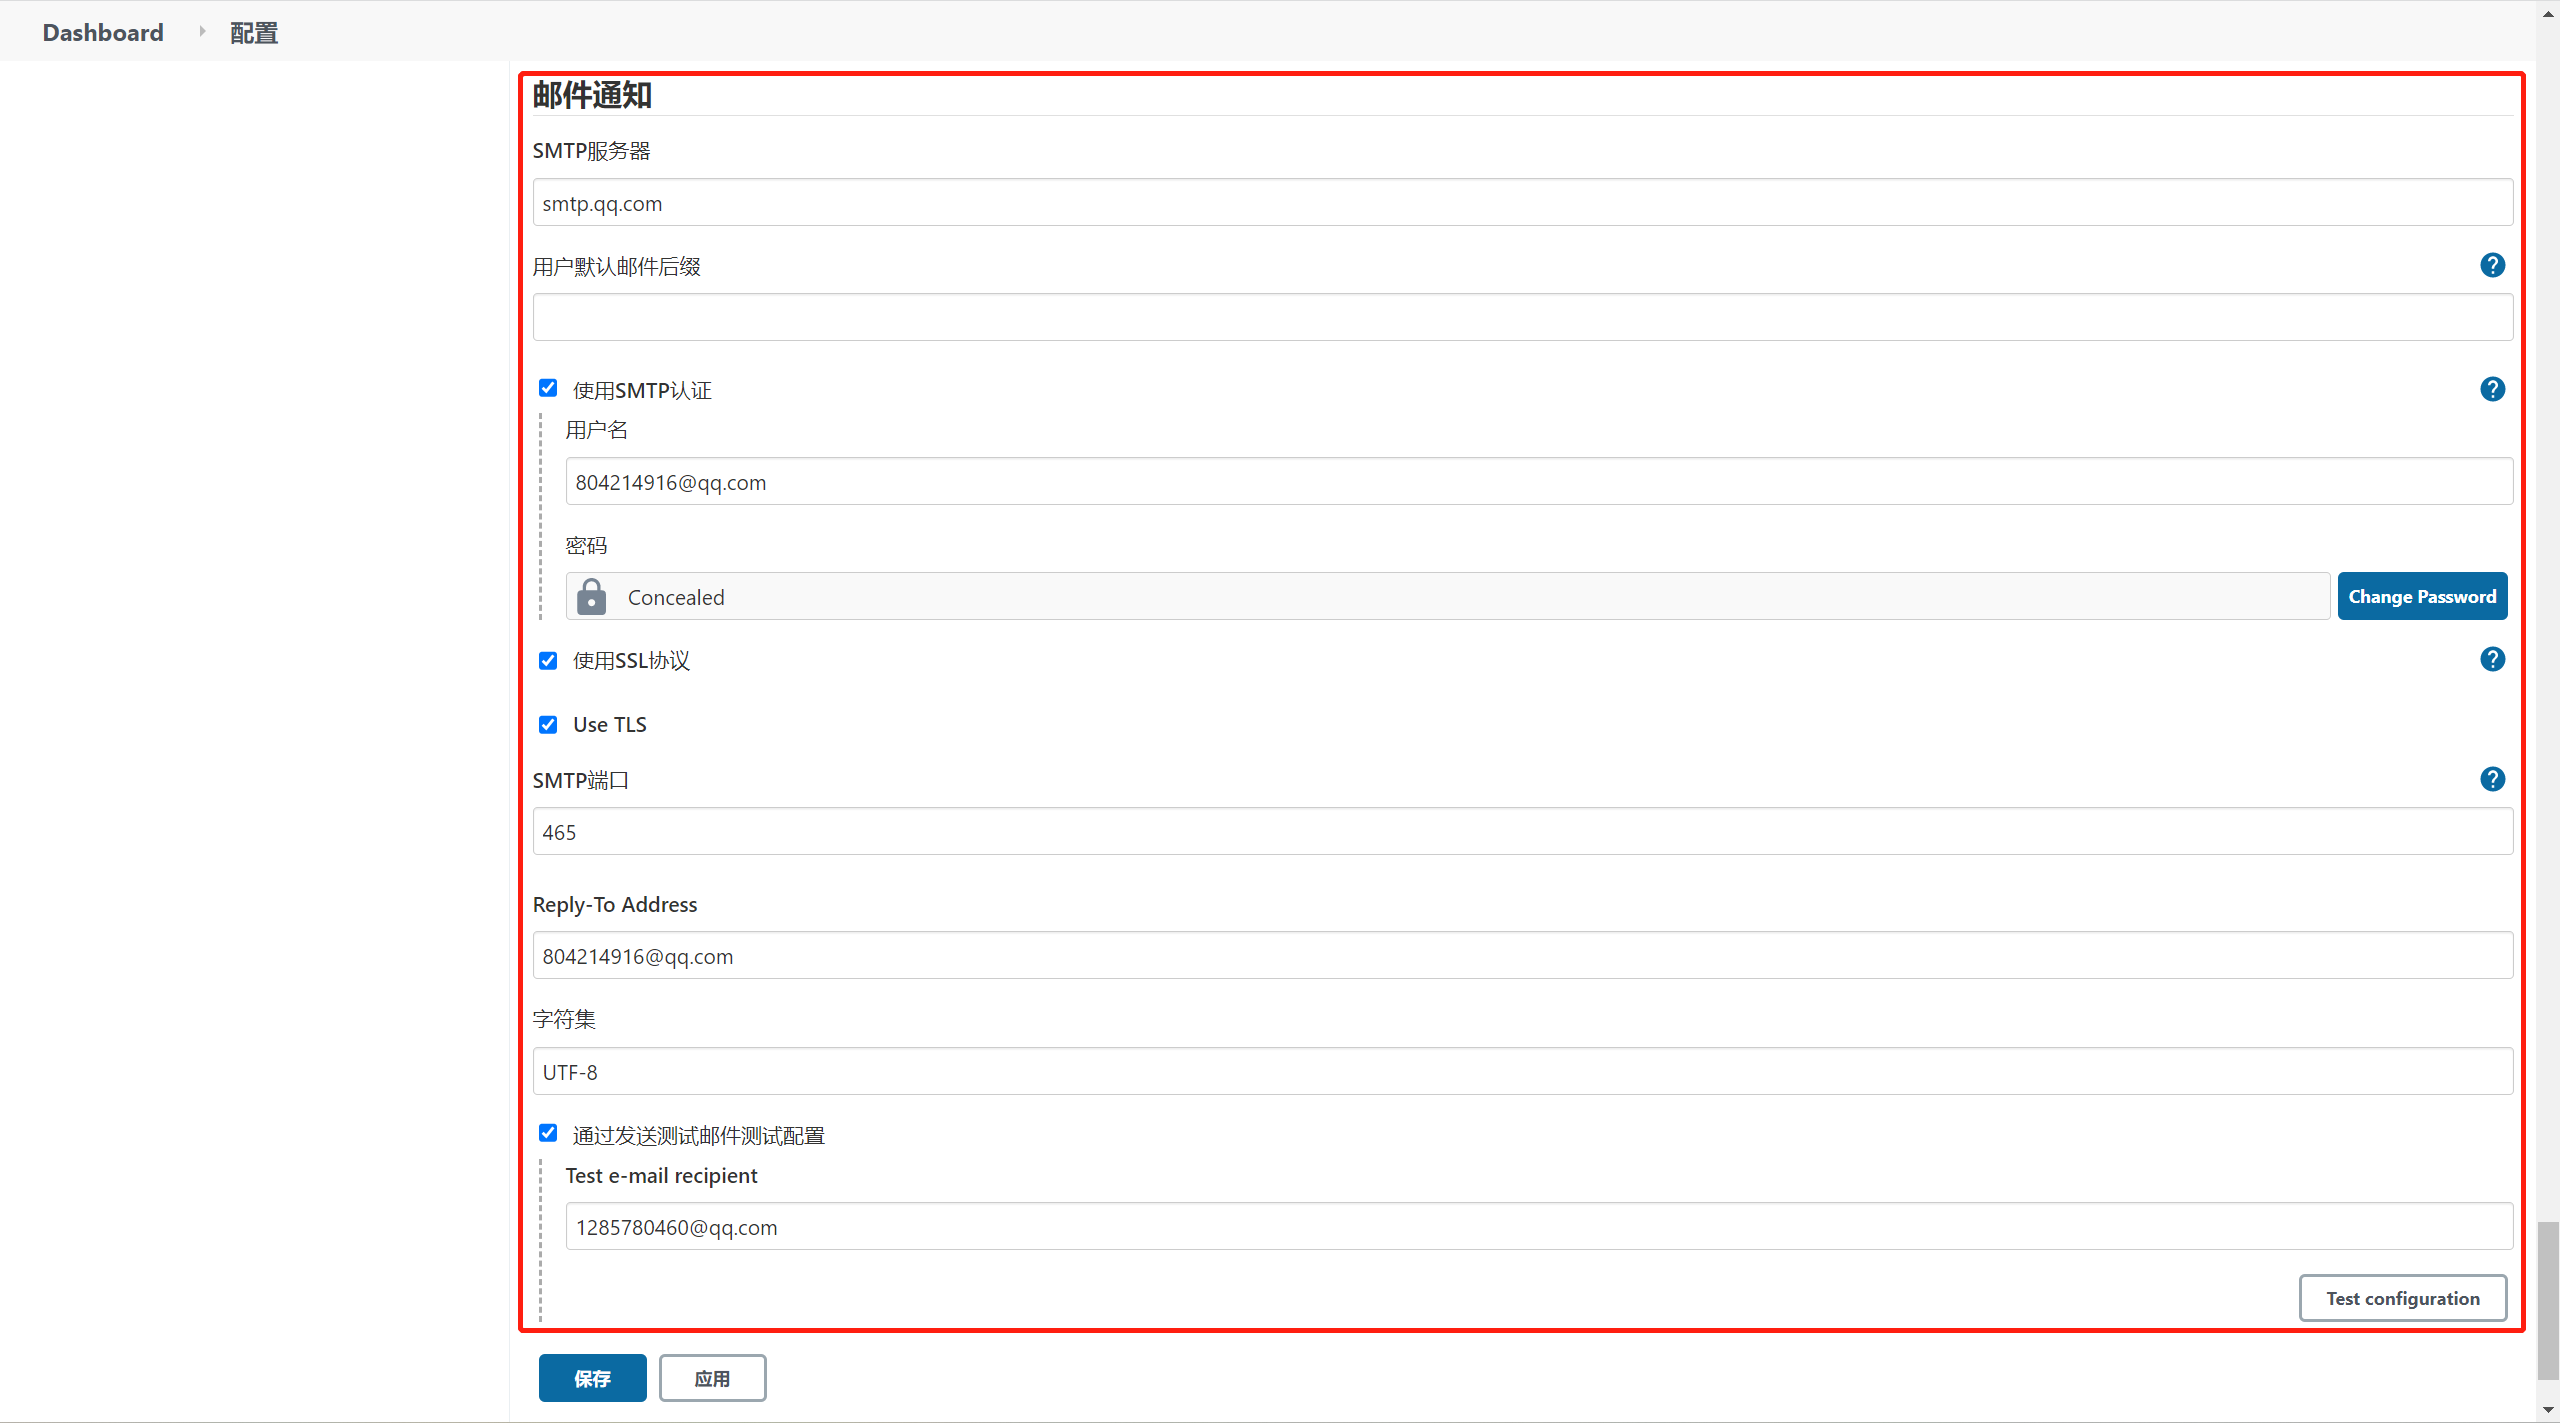 Dashboard 配置
邮件通知
SMTP服务器
smtp.qq.com
用户默认邮件后缀
使用SMTP认证
用户名
804214916@qq.com
密码
Concealed Change Password
使用SSL协议
Use TLS
SMTP端口
465
Reply-To Address
804214916@qq.com
字符集
UTF-8
通过发送测试邮件测试配置
Test e-mail recipient
1285780460@qq.com
Test configuration
保存 应用